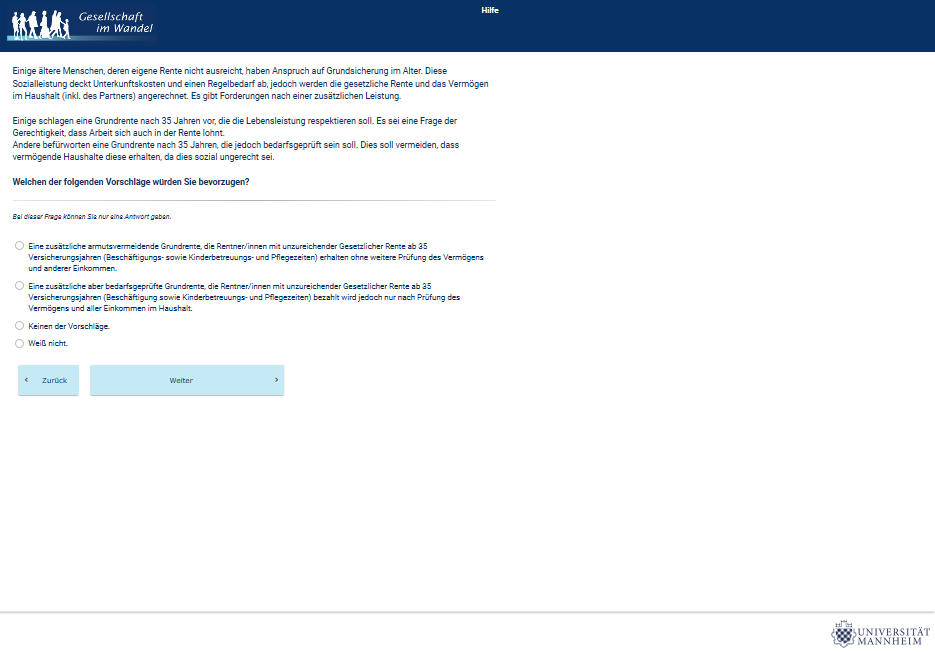 Gesellschaft
im Wandel
Hilfe
Einige ältere Menschen, deren eigene Rente nicht ausreicht, haben Anspruch auf Grundsicherung im Alter. Diese
Sozialleistung deckt Unterkunftskosten und einen Regelbedarf ab, jedoch werden die gesetzliche Rente und das Vermögen
im Haushalt (inkl. des Partners) angerechnet. Es gibt Forderungen nach einer zusätzlichen Leistung.
Einige schlagen eine Grundrente nach 35 Jahren vor, die die Lebensleistung respektieren soll. Es sei eine Frage der
Gerechtigkeit, dass Arbeit sich auch in der Rente lohnt.
Andere befürworten eine Grundrente nach 35 Jahren, die jedoch bedarfsgeprüft sein soll. Dies soll vermeiden, dass
vermögende Haushalte diese erhalten, da dies sozial ungerecht sei.
Welchen der folgenden Vorschläge würden Sie bevorzugen?
Bei dieser Frage können Sie nur eine Antwort geben.
Eine zusätzliche armutsvermeidende Grundrente, die Rentner/innen mit unzureichender Gesetzlicher Rente ab 35
Versicherungsjahren (Beschäftigungs- sowie Kinderbetreuungs- und Pflegezeiten) erhalten ohne weitere Prüfung des Vermögens
und anderer Einkommen.
Eine zusätzliche aber bedarfsgeprüfte Grundrente, die Rentner/innen mit unzureichender Gesetzlicher Rente ab 35
Versicherungsjahren (Beschäftigung sowie Kinderbetreuungs- und Pflegezeiten) bezahlt wird jedoch nur nach Prüfung des
Vermögens und aller Einkommen im Haushalt.
Keinen der Vorschläge.
Weiß nicht.
Zurück
Weiter
UNIVERSITÄT
MANNHEIM